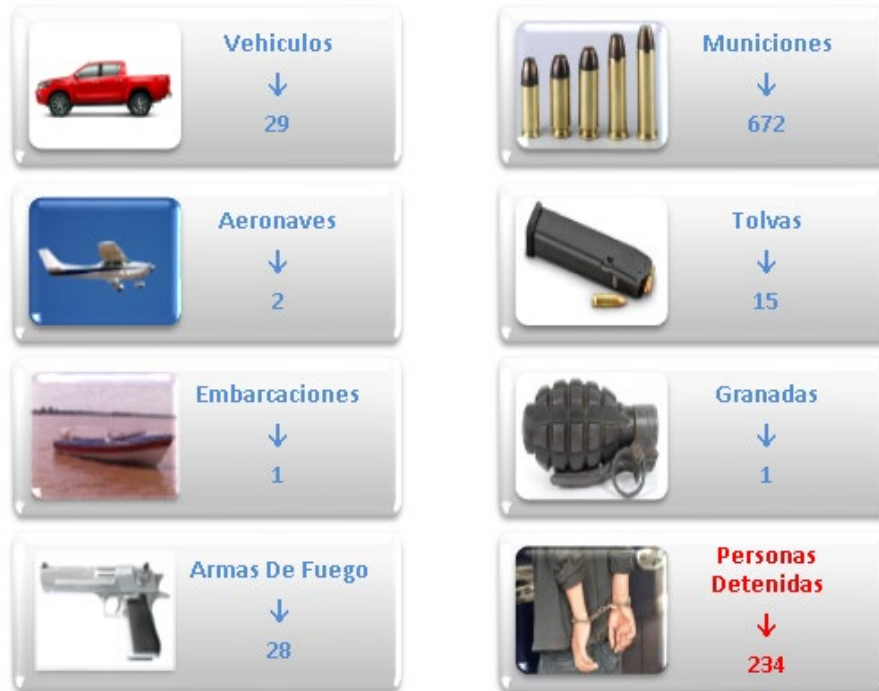 Vehiculos
↓
29
Municiones
↓
672
Aeronaves
↓
2
Tolvas
↓
15
Embarcaciones
↓
1
Granadas
↓
1
Armas De Fuego
↓
28
Personas
Detenidas
↓
234